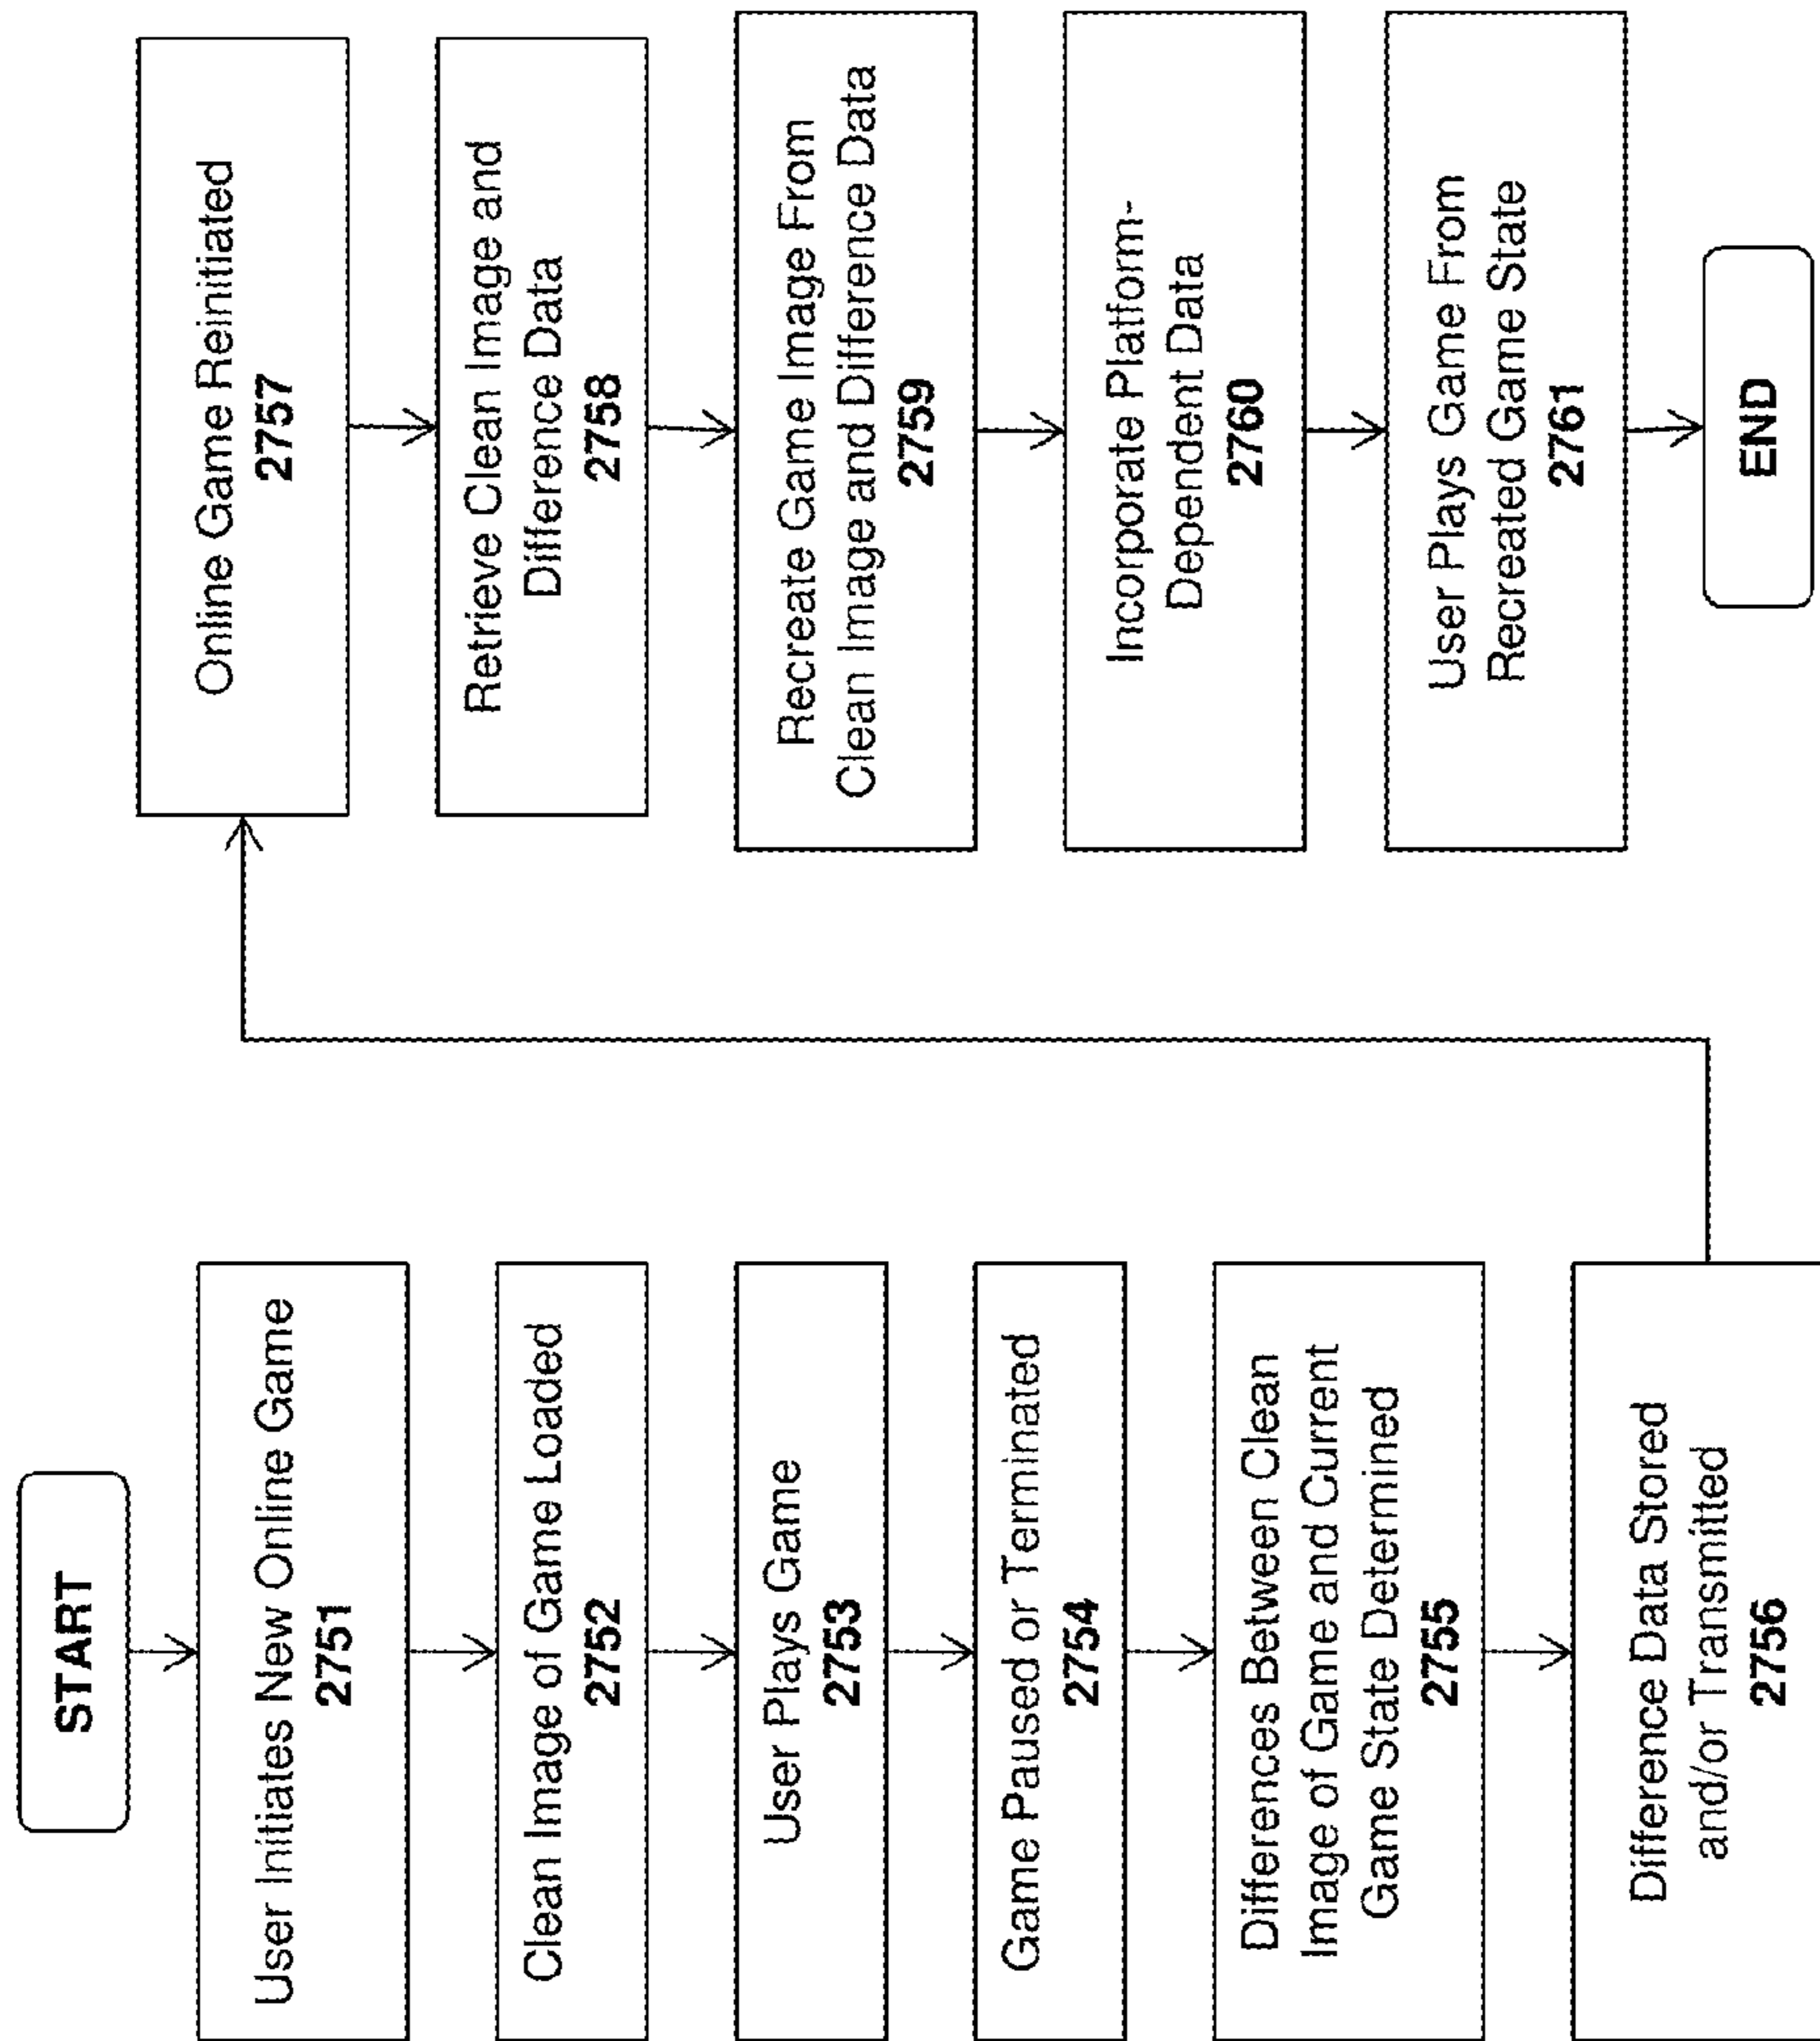 START
User Initiates New Online Game
2751
Clean Image of Game Loaded
2752
User Plays Game
2753
Game Paused or Terminated
2754
Differences Between Clean
Image of Game and Current
Game State Determined
2755
Difference Data Stored
and/or Transmitted
2756
Online Game Reinitiated
2757
Retrieve Clean Image and
Difference Data
2758
Recreate Game Image From
Clean Image and Difference Data
2759
Incorporate Platform-
Dependent Data
2760
User Plays Game From
Recreated Game State
2761
END